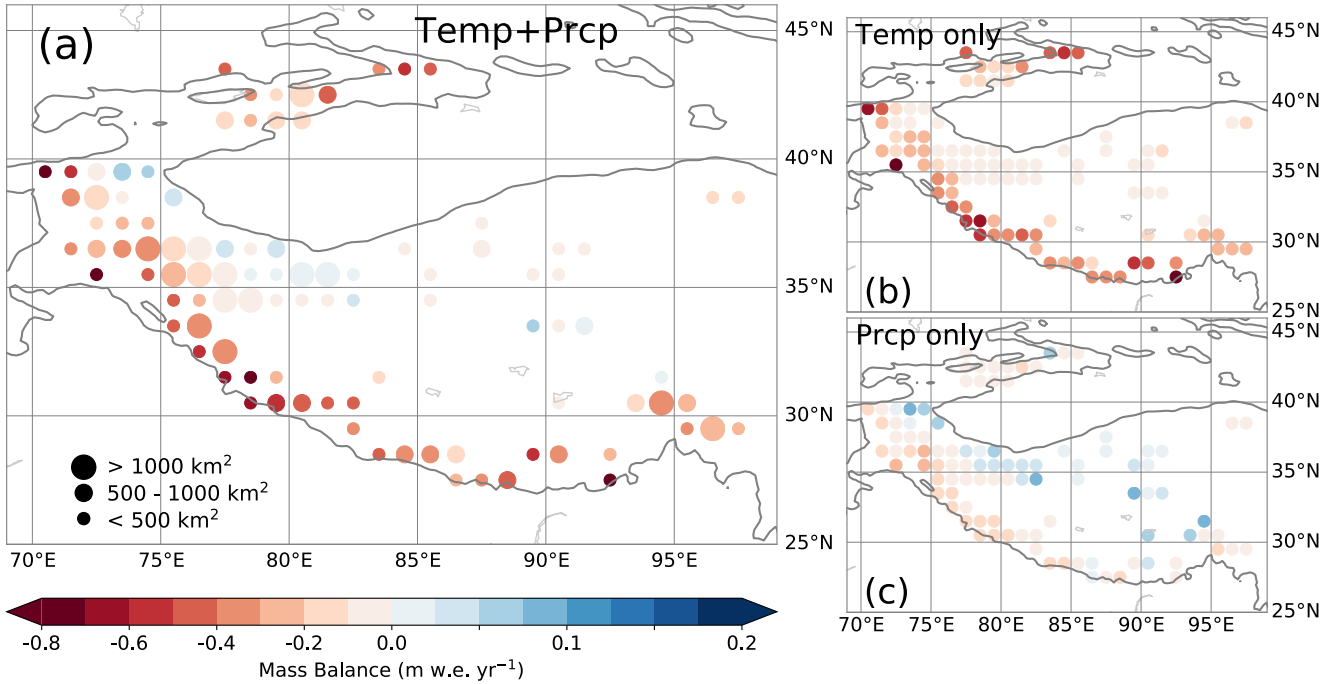 (a)
Temp+Prcp
45°N
40°N
35°N
30°N
25°N
> 1000 km²
500 - 1000 km²
< 500 km²
70°E 75°E 80°E 85°E 90°E 95°E
-0.8 -0.6 -0.4 -0.2 0.0 0.1 0.2
Mass Balance (m w.e. yr⁻¹)
Temp only
45°N
40°N
35°N
30°N
(b)
25°N
Prcp only
45°N
40°N
35°N
30°N
(c)
25°N
70°E 75°E 80°E 85°E 90°E 95°E